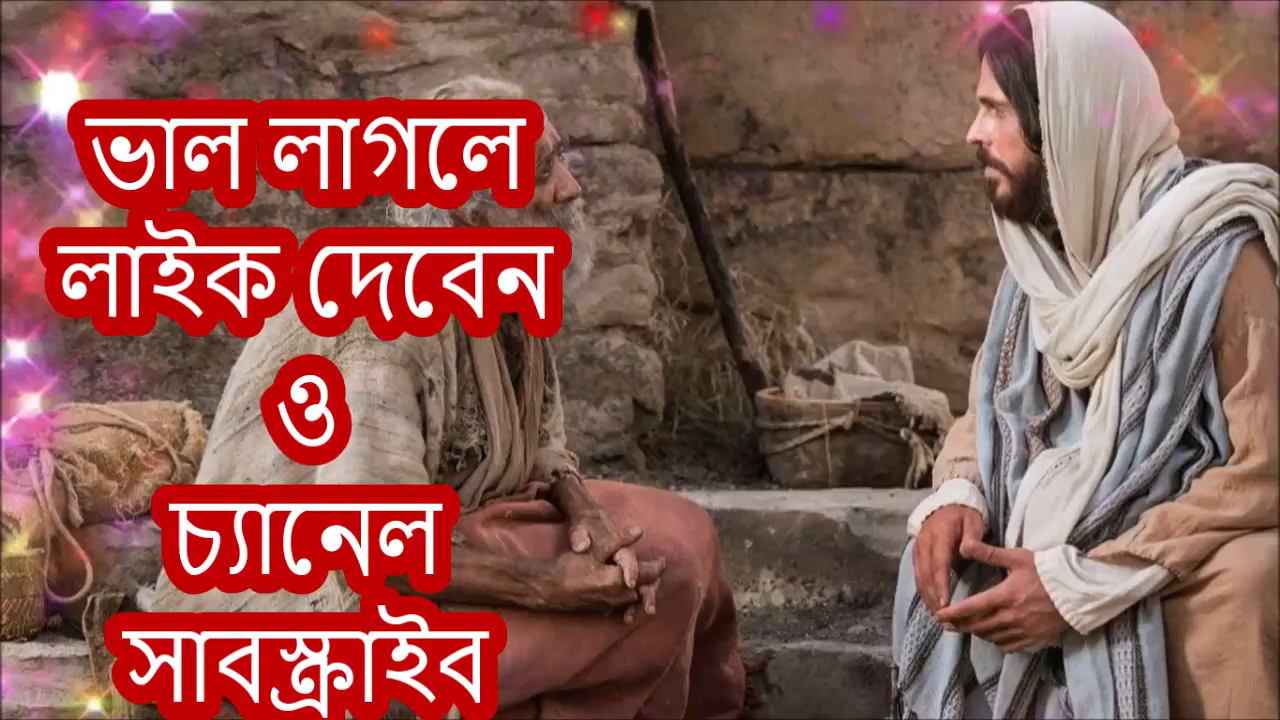 ভাল লাগলে
লাইক দেবেন
ও
চ্যানেল
সাবস্ক্রাইব